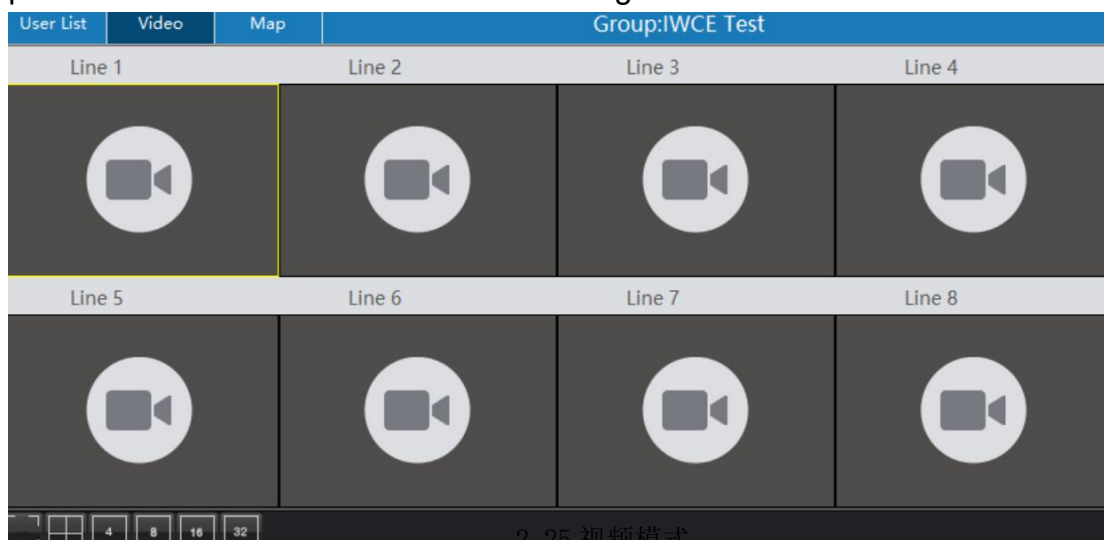 User List Video Map Group:IWCE Test
Line 1 Line 2 Line 3 Line 4
Line 5 Line 6 Line 7 Line 8
4 8 16 32 2-25 视频模式